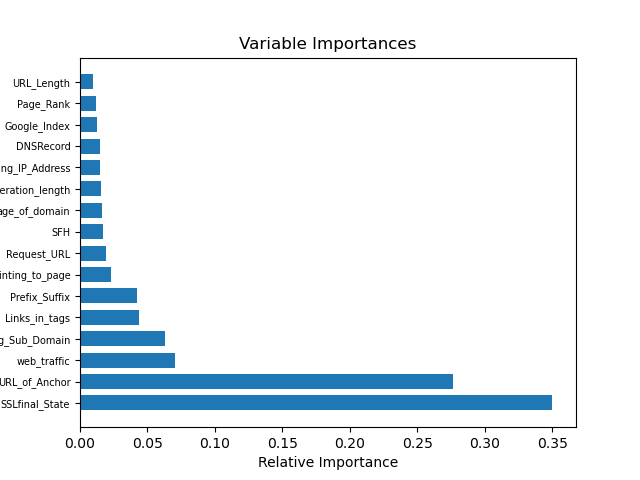 Variable Importances
URL_Length
Page_Rank
Google_Index
DNSRecord
ng_IP_Address
eration_length
age_of_domain
SFH
Request_URL
inting_to_page
Prefix_Suffix
Links_in_tags
g_Sub_Domain
web_traffic
URL_of_Anchor
SSLfinal_State
0.00 0.05 0.10 0.15 0.20 0.25 0.30 0.35
Relative Importance